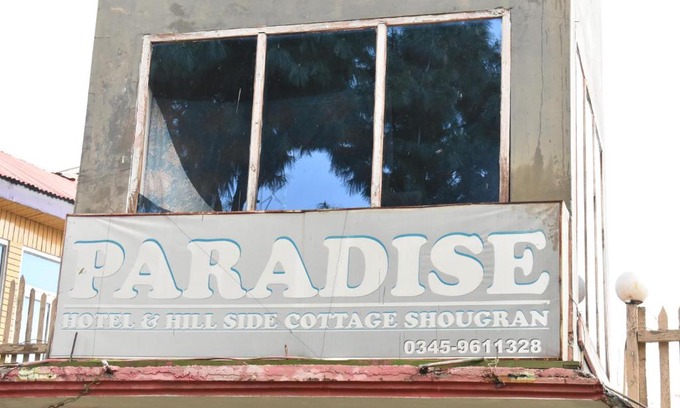 PARADISE
HOTEL & HILL SIDE COTTAGE SHOUGRAN
0345-9611328